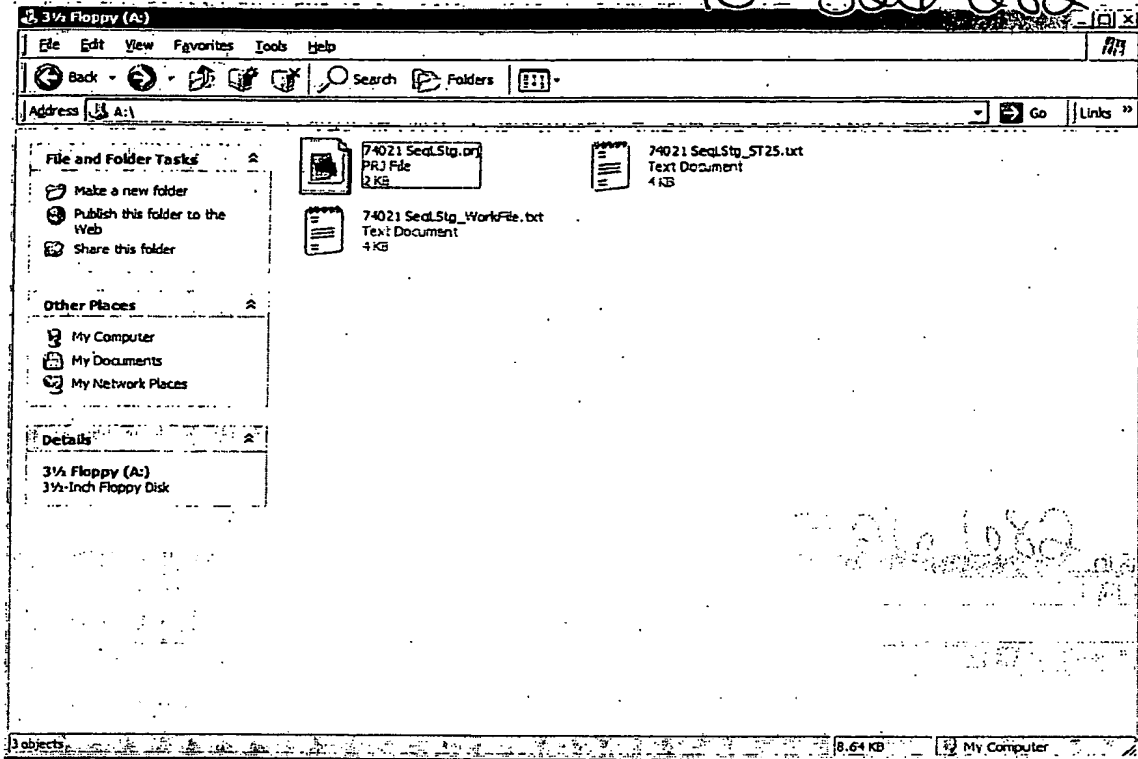 3½ Floppy (A:)
File Edit View Favorites Tools Help
Back Search Folders
Address A:\ Go Links »
File and Folder Tasks
Make a new folder
Publish this folder to the
Web
Share this folder
Other Places
My Computer
My Documents
My Network Places
Details
3½ Floppy (A:)
3½-Inch Floppy Disk
74021 SeqLStg.prj
PRJ File
2 KB
74021 SeqLStg_ST25.txt
Text Document
4 KB
74021 SeqLStg_WorkFile.txt
Text Document
4 KB
3 objects 8.64 KB My Computer